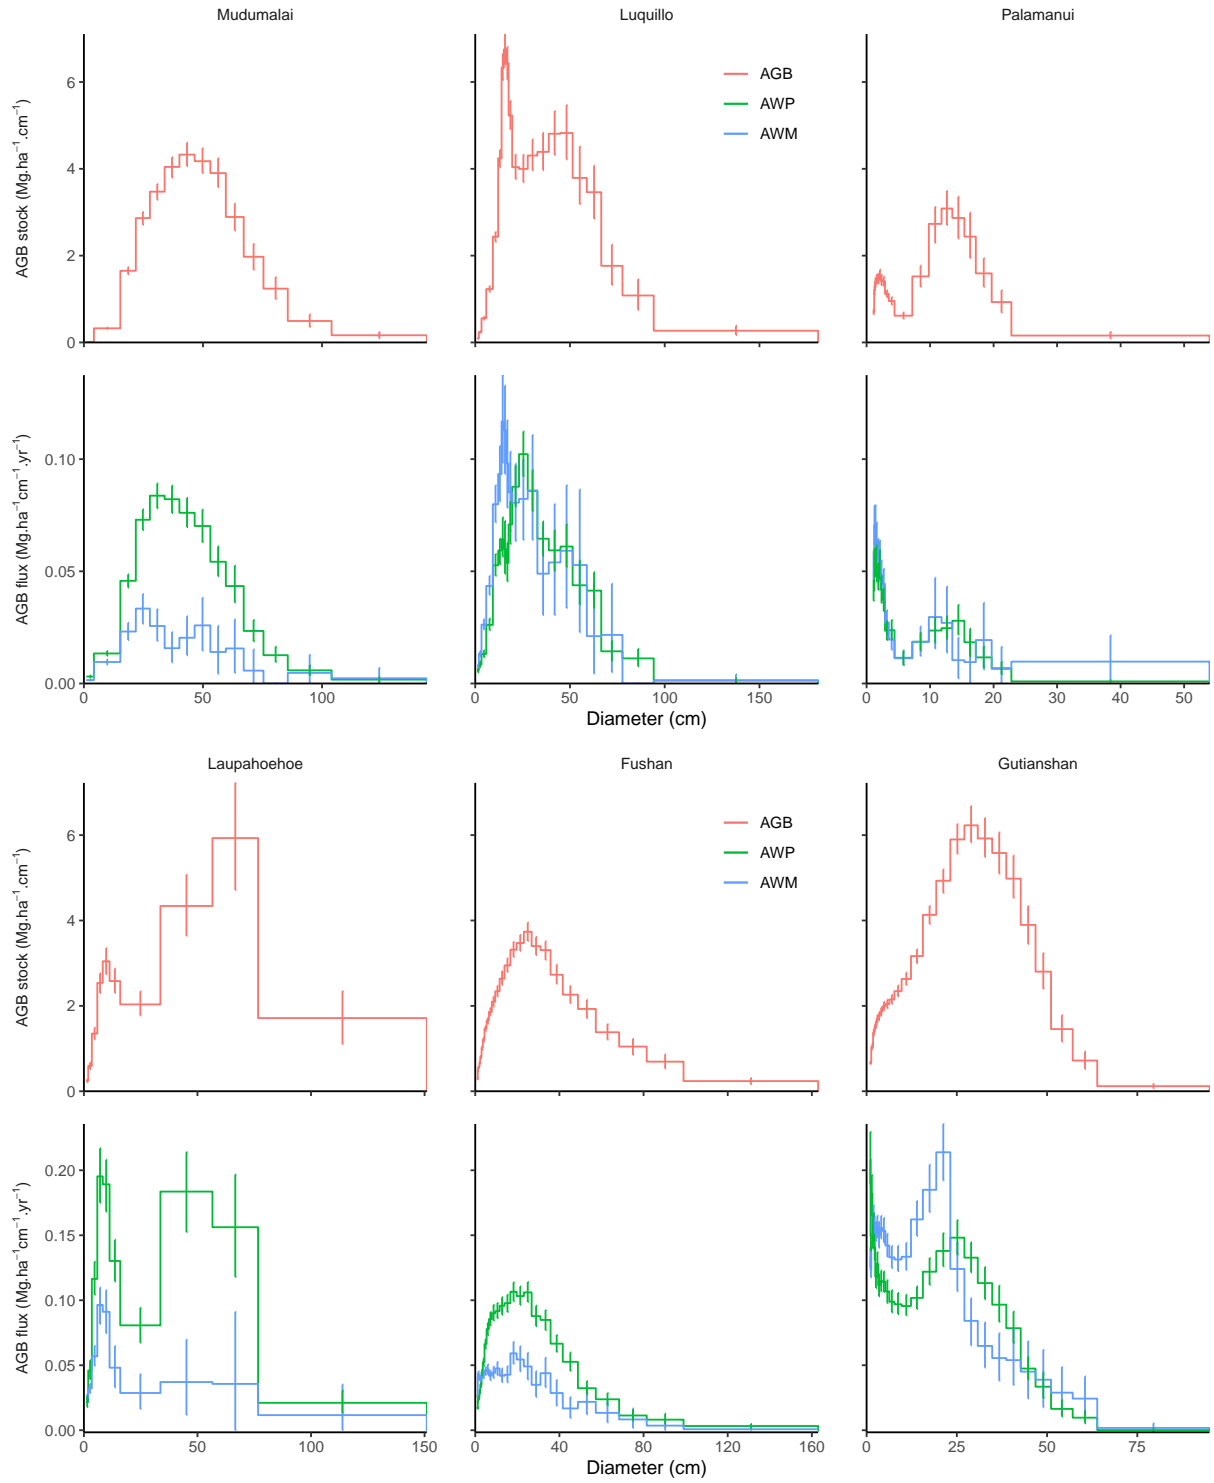 Mudumalai Luquillo Palamanui
AGB stock (Mg.ha−1.cm−1)
6
4
2
0
AGB
AWP
AWM
0 50 100
0 50 100 150
0 10 20 30 40 50
AGB flux (Mg.ha−1cm−1.yr−1)
0.10
0.05
0.00
Diameter (cm)
Laupahoehoe Fushan Gutianshan
AGB stock (Mg.ha−1.cm−1)
6
4
2
0
AGB
AWP
AWM
AGB flux (Mg.ha−1cm−1.yr−1)
0.20
0.15
0.10
0.05
0.00
0 50 100 150
0 40 80 120 160
0 25 50 75
Diameter (cm)